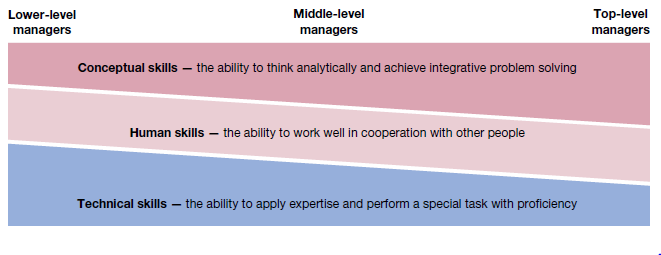 Lower-level
managers
Middle-level
managers
Top-level
managers
Conceptual skills — the ability to think analytically and achieve integrative problem solving
Human skills — the ability to work well in cooperation with other people
Technical skills — the ability to apply expertise and perform a special task with proficiency